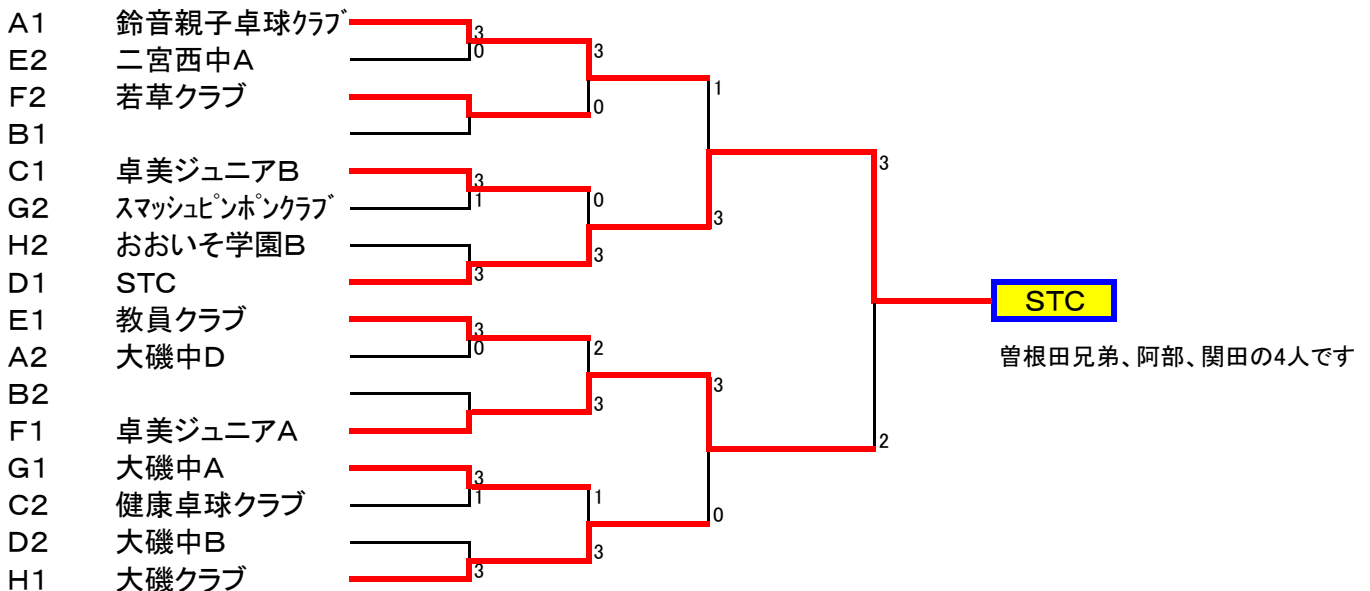 A1 鈴音親子卓球ｸﾗﾌﾞ
3
0
E2 二宮西中A
3
F2 若草クラブ
1
0
B1
C1 卓美ジュニアB
3
3
1
0
G2 ｽﾏｯｼｭﾋﾟﾝﾎﾟﾝｸﾗﾌﾞ
3
H2 おおいそ学園B
3
D1 STC
3
STC
E1 教員クラブ
3
0
2
A2 大磯中D
曽根田兄弟、阿部、関田の4人です
3
B2
3
F1 卓美ジュニアA
2
G1 大磯中A
3
1
1
C2 健康卓球クラブ
0
D2 大磯中B
3
H1 大磯クラブ
3